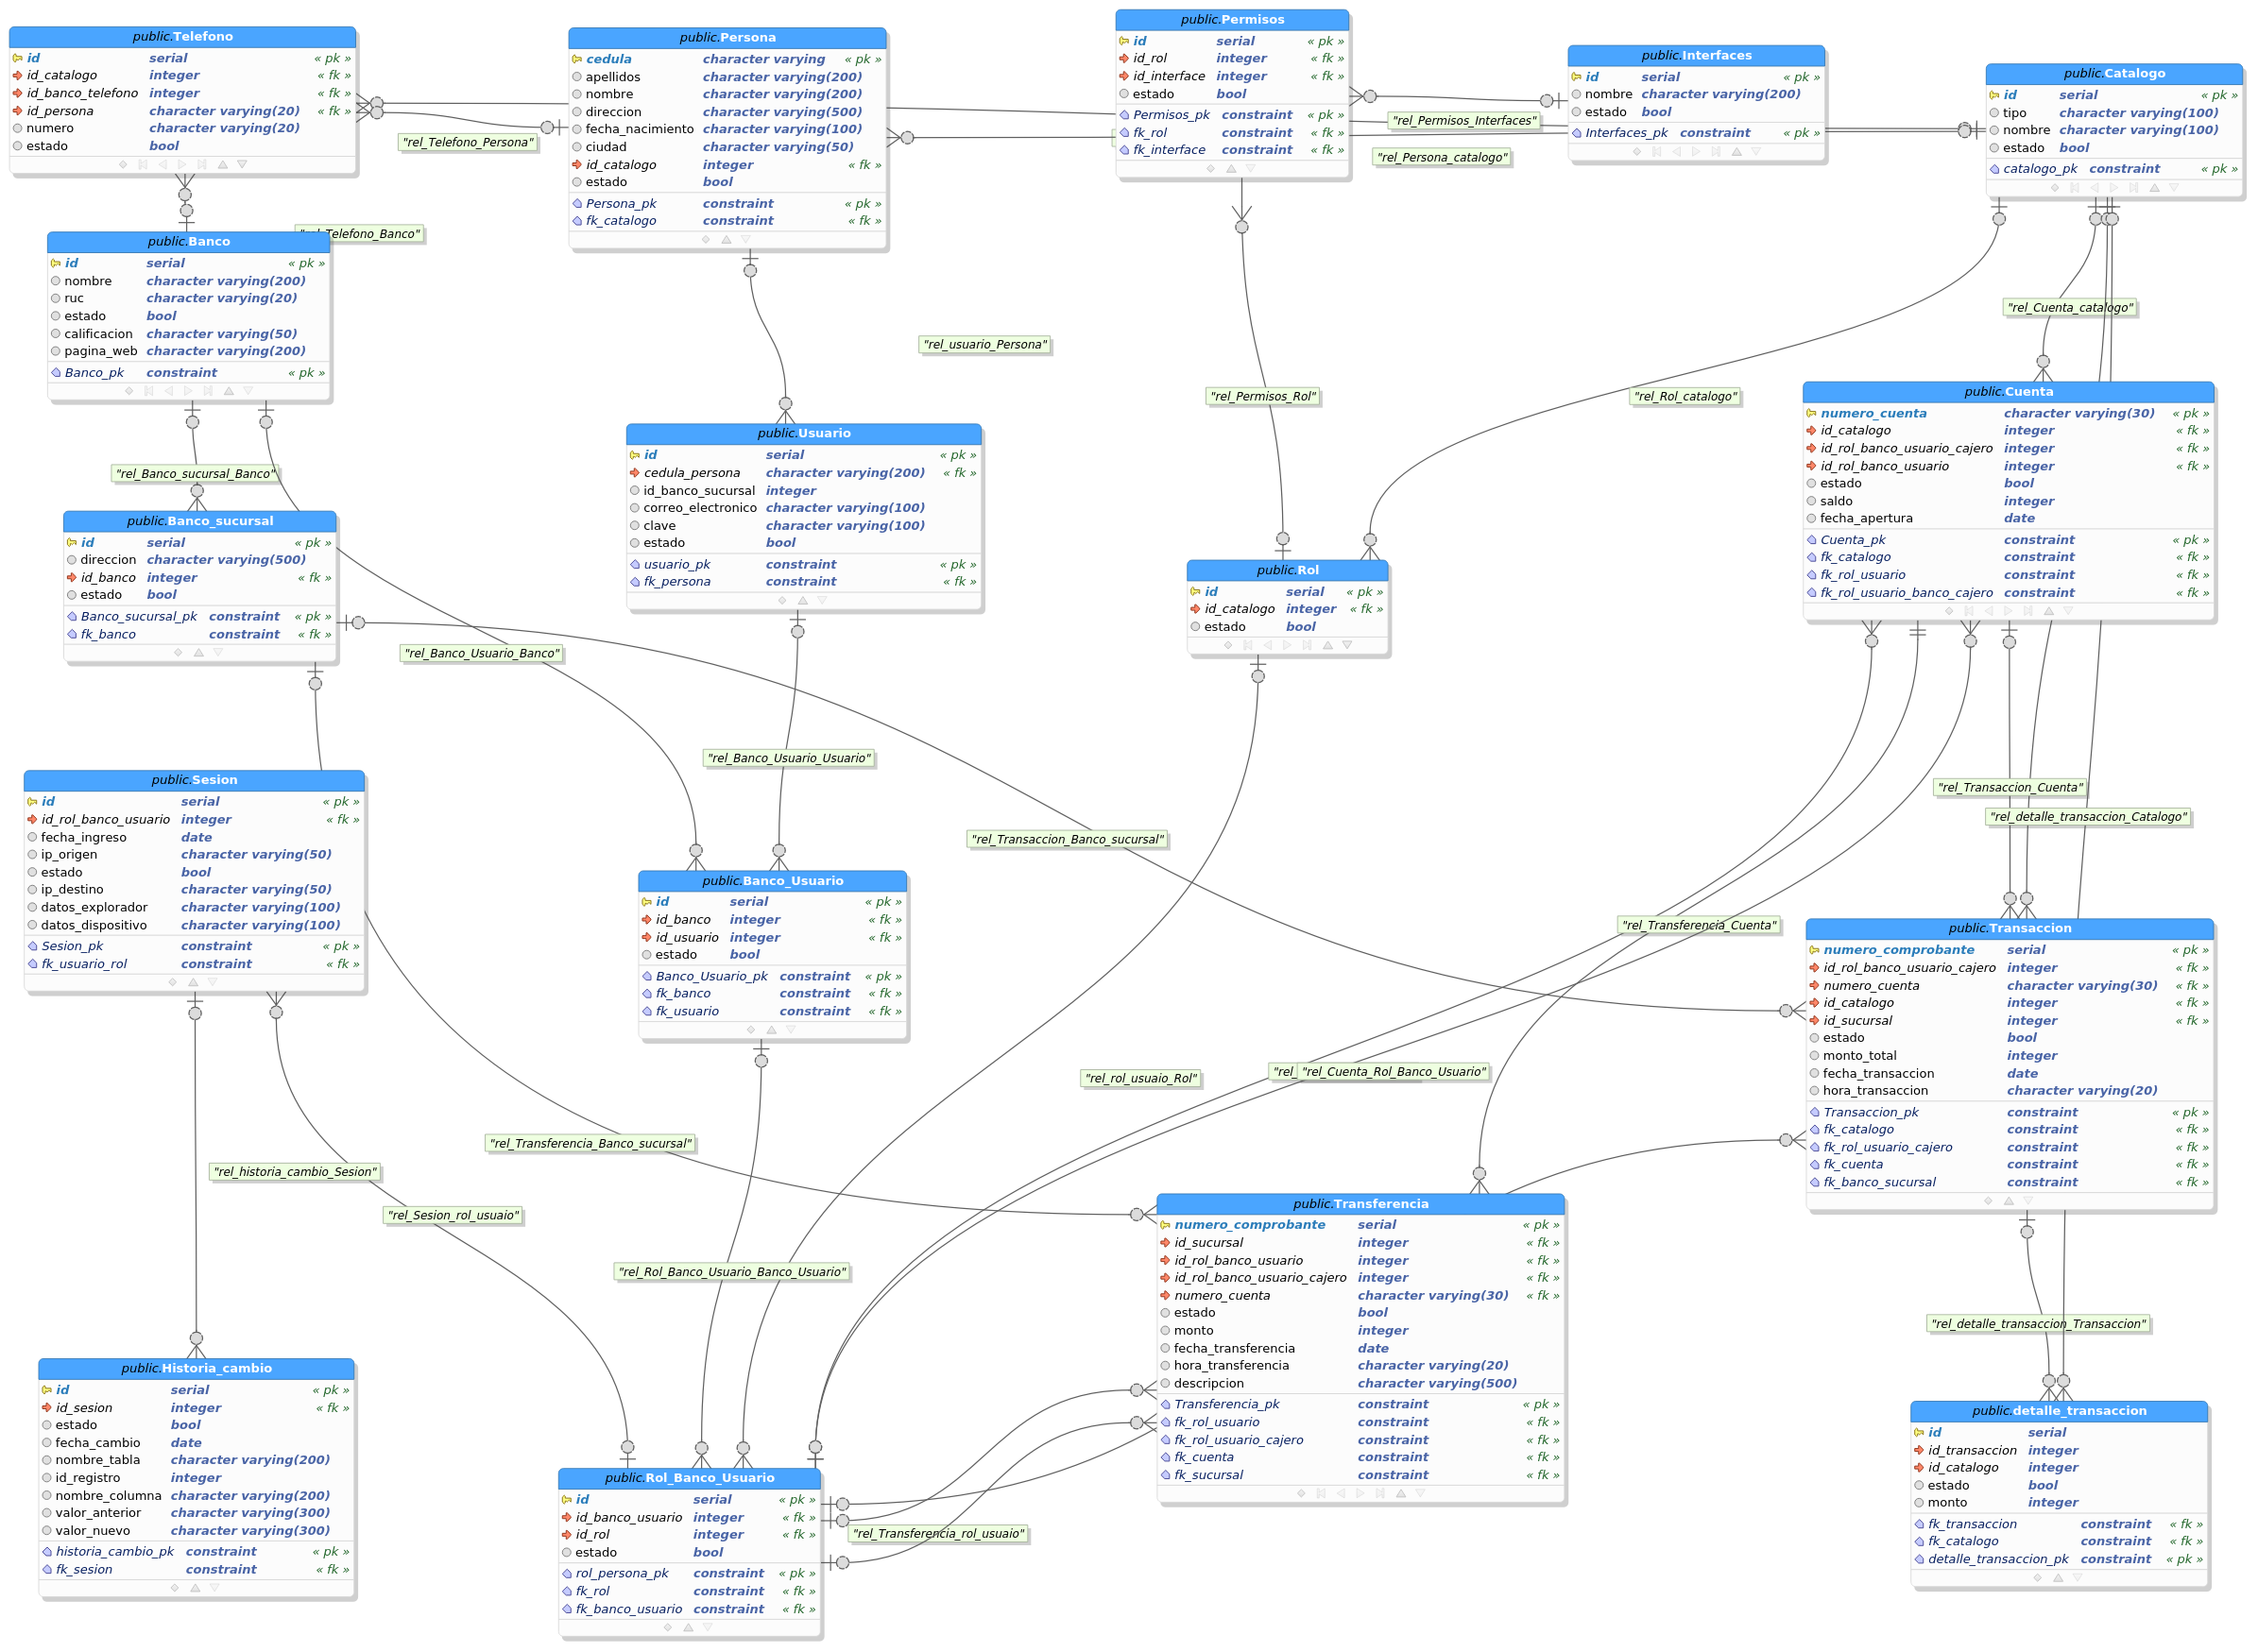 public.Telefono
id serial « pk »
id_catalogo integer « fk »
id_banco_telefono integer « fk »
id_persona character varying(20) « fk »
numero character varying(20)
estado bool
public.Persona
cedula character varying « pk »
apellidos character varying(200)
nombre character varying(200)
direccion character varying(500)
fecha_nacimiento character varying(100)
ciudad character varying(50)
id_catalogo integer « fk »
estado bool
Persona_pk constraint « pk »
fk_catalogo constraint « fk »
public.Permisos
id serial « pk »
id_rol integer « fk »
id_interface integer « fk »
estado bool
Permisos_pk constraint « pk »
fk_rol constraint « fk »
fk_interface constraint « fk »
public.Interfaces
id serial « pk »
nombre character varying(200)
estado bool
Interfaces_pk constraint « pk »
public.Catalogo
id serial « pk »
tipo character varying(100)
nombre character varying(100)
estado bool
catalogo_pk constraint « pk »
"rel_Telefono_Persona"
"rel_Permisos_Interfaces"
"rel_Persona_catalogo"
"rel_Telefono_Banco"
public.Banco
id serial « pk »
nombre character varying(200)
ruc character varying(20)
estado bool
calificacion character varying(50)
pagina_web character varying(200)
Banco_pk constraint « pk »
"rel_usuario_Persona"
"rel_Permisos_Rol"
"rel_Rol_catalogo"
"rel_Cuenta_catalogo"
"rel_Banco_sucursal_Banco"
public.Usuario
id serial « pk »
cedula_persona character varying(200) « fk »
id_banco_sucursal integer
correo_electronico character varying(100)
clave character varying(100)
estado bool
usuario_pk constraint « pk »
fk_persona constraint « fk »
public.Cuenta
numero_cuenta character varying(30) « pk »
id_catalogo integer « fk »
id_rol_banco_usuario_cajero integer « fk »
id_rol_banco_usuario integer « fk »
estado bool
saldo integer
fecha_apertura date
Cuenta_pk constraint « pk »
fk_catalogo constraint « fk »
fk_rol_usuario constraint « fk »
fk_rol_usuario_banco_cajero constraint « fk »
public.Banco_sucursal
id serial « pk »
direccion character varying(500)
id_banco integer « fk »
estado bool
Banco_sucursal_pk constraint « pk »
fk_banco constraint « fk »
public.Rol
id serial « pk »
id_catalogo integer « fk »
estado bool
"rel_Banco_Usuario_Banco"
"rel_Banco_Usuario_Usuario"
"rel_Transaccion_Banco_sucursal"
"rel_Transaccion_Cuenta"
"rel_detalle_transaccion_Catalogo"
public.Sesion
id serial « pk »
id_rol_banco_usuario integer « fk »
fecha_ingreso date
ip_origen character varying(50)
estado bool
ip_destino character varying(50)
datos_explorador character varying(100)
datos_dispositivo character varying(100)
Sesion_pk constraint « pk »
fk_usuario_rol constraint « fk »
public.Banco_Usuario
id serial « pk »
id_banco integer « fk »
id_usuario integer « fk »
estado bool
Banco_Usuario_pk constraint « pk »
fk_banco constraint « fk »
fk_usuario constraint « fk »
"rel_Transferencia_Cuenta"
public.Transaccion
numero_comprobante serial « pk »
id_rol_banco_usuario_cajero integer « fk »
numero_cuenta character varying(30) « fk »
id_catalogo integer « fk »
id_sucursal integer « fk »
estado bool
monto_total integer
fecha_transaccion date
hora_transaccion character varying(20)
Transaccion_pk constraint « pk »
fk_catalogo constraint « fk »
fk_rol_usuario_cajero constraint « fk »
fk_cuenta constraint « fk »
fk_banco_sucursal constraint « fk »
"rel_rol_usuaio_Rol"
"rel_
"rel_Cuenta_Rol_Banco_Usuario"
"rel_Transferencia_Banco_sucursal"
"rel_historia_cambio_Sesion"
"rel_Sesion_rol_usuaio"
"rel_Rol_Banco_Usuario_Banco_Usuario"
public.Transferencia
numero_comprobante serial « pk »
id_sucursal integer « fk »
id_rol_banco_usuario integer « fk »
id_rol_banco_usuario_cajero integer « fk »
numero_cuenta character varying(30) « fk »
estado bool
monto integer
fecha_transferencia date
hora_transferencia character varying(20)
descripcion character varying(500)
Transferencia_pk constraint « pk »
fk_rol_usuario constraint « fk »
fk_rol_usuario_cajero constraint « fk »
fk_cuenta constraint « fk »
fk_sucursal constraint « fk »
"rel_detalle_transaccion_Transaccion"
public.Historia_cambio
id serial « pk »
id_sesion integer « fk »
estado bool
fecha_cambio date
nombre_tabla character varying(200)
id_registro integer
nombre_columna character varying(200)
valor_anterior character varying(300)
valor_nuevo character varying(300)
historia_cambio_pk constraint « pk »
fk_sesion constraint « fk »
public.Rol_Banco_Usuario
id serial « pk »
id_banco_usuario integer « fk »
id_rol integer « fk »
estado bool
rol_persona_pk constraint « pk »
fk_rol constraint « fk »
fk_banco_usuario constraint « fk »
"rel_Transferencia_rol_usuaio"
public.detalle_transaccion
id serial « pk »
id_transaccion integer « fk »
id_catalogo integer « fk »
estado bool
monto integer
fk_transaccion constraint « fk »
fk_catalogo constraint « fk »
detalle_transaccion_pk constraint « pk »